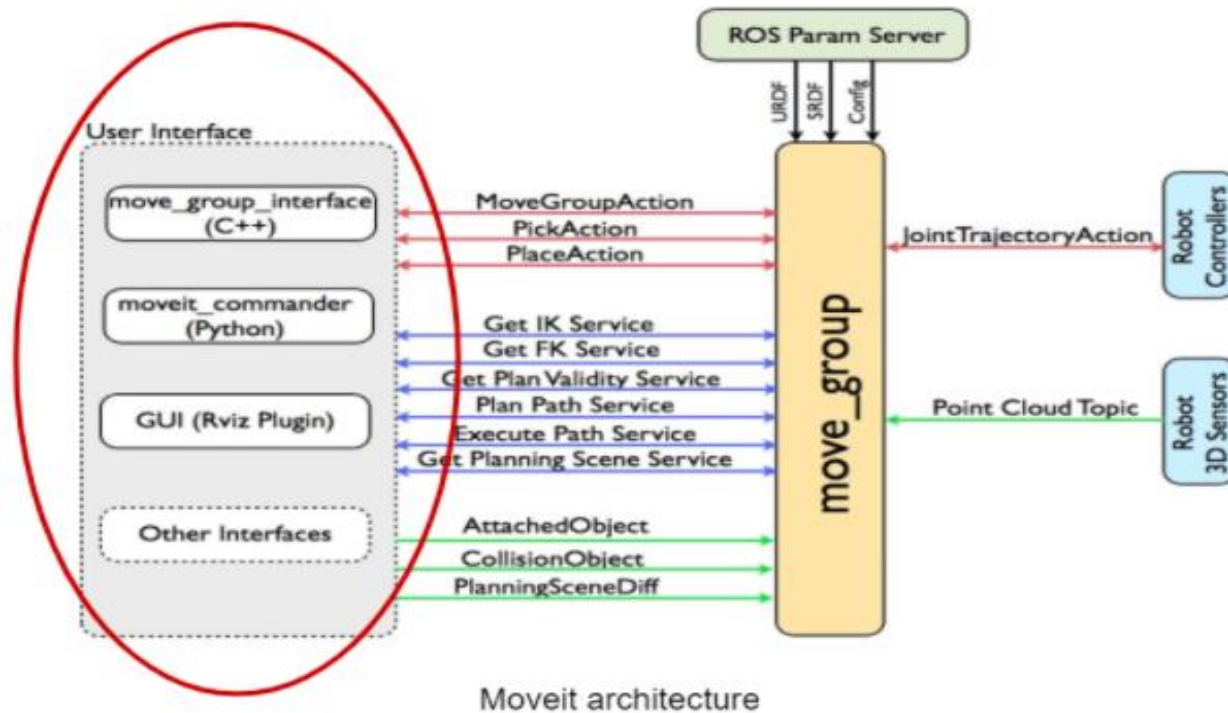 ROS Param Server
URDF
SRDF
Config
User Interface
move_group_interface
(C++)
moveit_commander
(Python)
GUI (Rviz Plugin)
Other Interfaces
MoveGroupAction
PickAction
PlaceAction
Get IK Service
Get FK Service
Get Plan Validity Service
Plan Path Service
Execute Path Service
Get Planning Scene Service
AttachedObject
CollisionObject
PlanningSceneDiff
move_group
JointTrajectoryAction
Point Cloud Topic
Robot
Controllers
Robot
3D Sensors
Moveit architecture